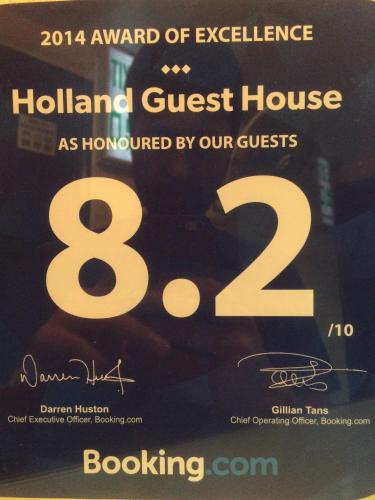 2014 AWARD OF EXCELLENCE
Holland Guest House
AS HONOURED BY OUR GUESTS
8.2
/10
Darren Huston
Gillian Tans
Chief Executive Officer, Booking.com
Chief Operating Officer, Booking.com
Booking.com